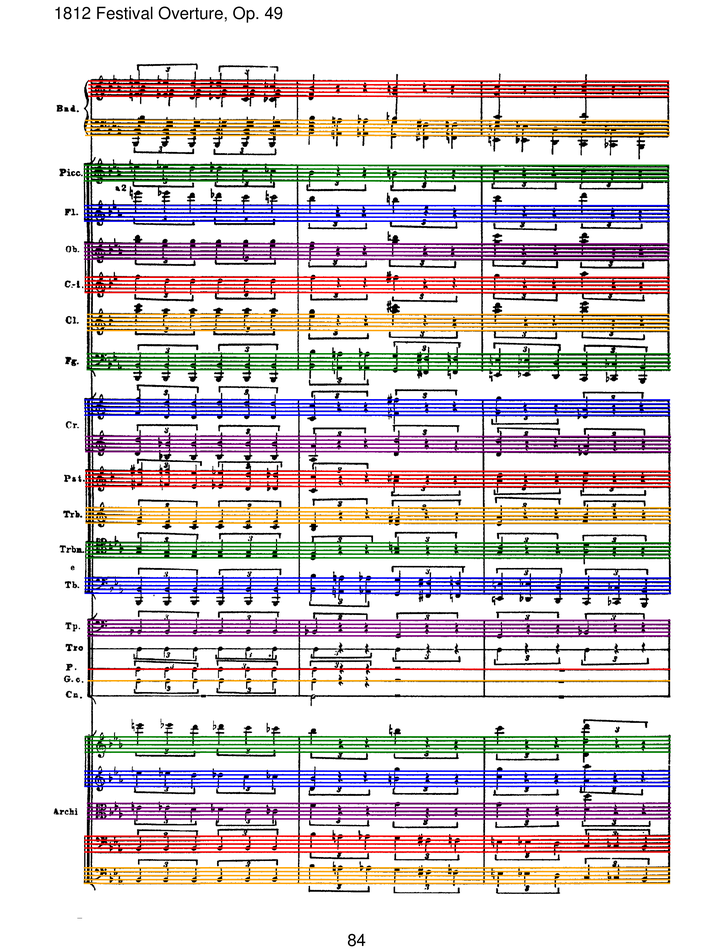 1812 Festival Overture, Op. 49
Bad.
Picc.
a 2
Fl.
Ob.
C.-i.
Cl.
Fg.
Cr.
Pst.
Trb.
Trbn.
e
Tb.
Tp.
Tro
P.
G.c.
Cn.
Archi
84